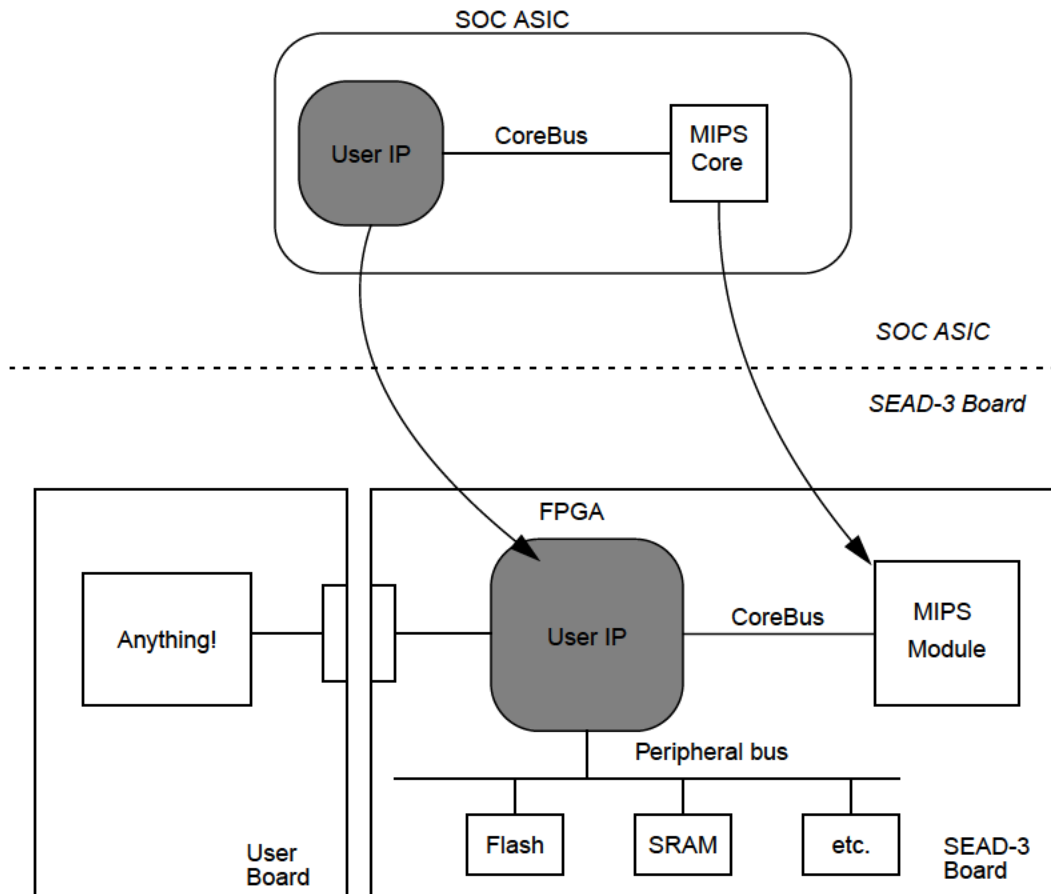 SOC ASIC
User IP
CoreBus
MIPS
Core
SOC ASIC
SEAD-3 Board
FPGA
Anything!
User IP
CoreBus
MIPS
Module
Peripheral bus
Flash
SRAM
etc.
User
Board
SEAD-3
Board